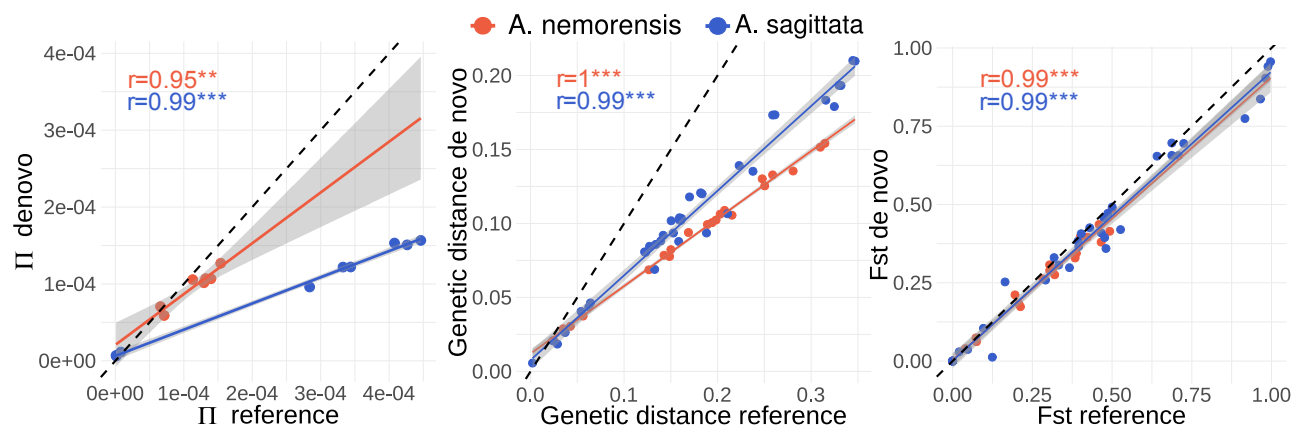 A. nemorensis A. sagittata
r=0.95**
r=0.99***
4e-04
3e-04
2e-04
1e-04
0e+00
Π denovo
0e+00 1e-04 2e-04 3e-04 4e-04
Π reference
r=1***
r=0.99***
0.20
0.15
0.10
0.05
0.00
Genetic distance de novo
0.0 0.1 0.2 0.3
Genetic distance reference
r=0.99***
r=0.99***
1.00
0.75
0.50
0.25
0.00
Fst de novo
0.00 0.25 0.50 0.75 1.00
Fst reference